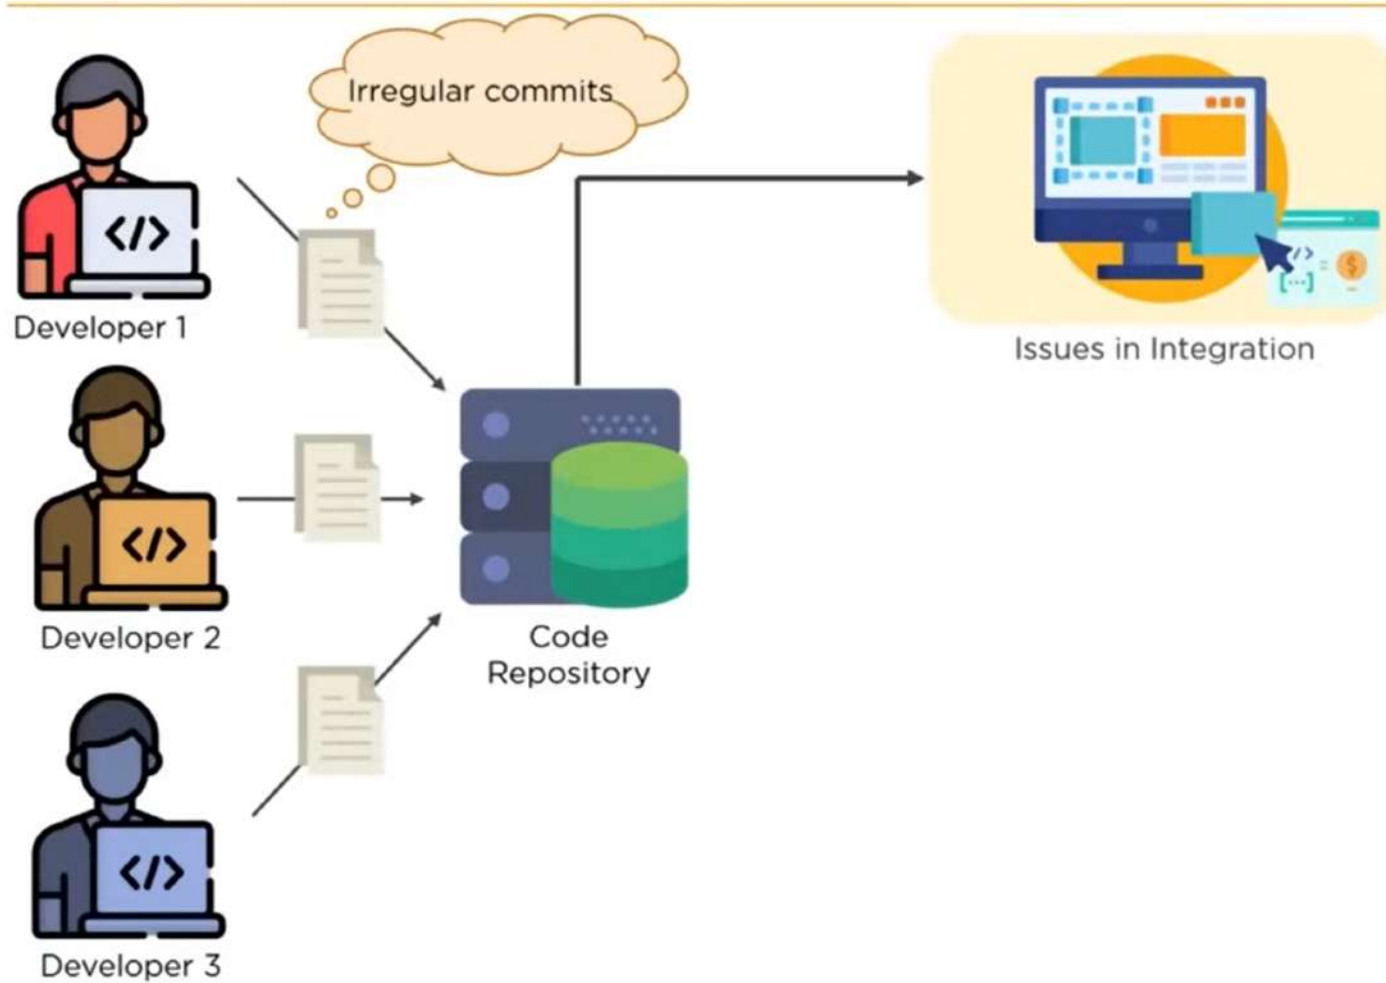 Irregular commits
</>
Developer 1
Issues in Integration
</>
Developer 2
Code
Repository
</>
Developer 3
</> = $
[...]